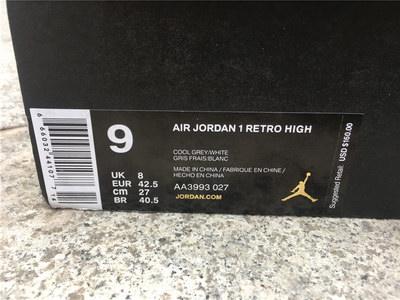 9
AIR JORDAN 1 RETRO HIGH
COOL GREY/WHITE
GRIS FRAIS/BLANC
MADE IN CHINA / FABRIQUE EN CHINE /
HECHO EN CHINA
AA3993 027
JORDAN.COM
UK 8
EUR 42.5
cm 27
BR 40.5
Suggested Retail: USD $160.00